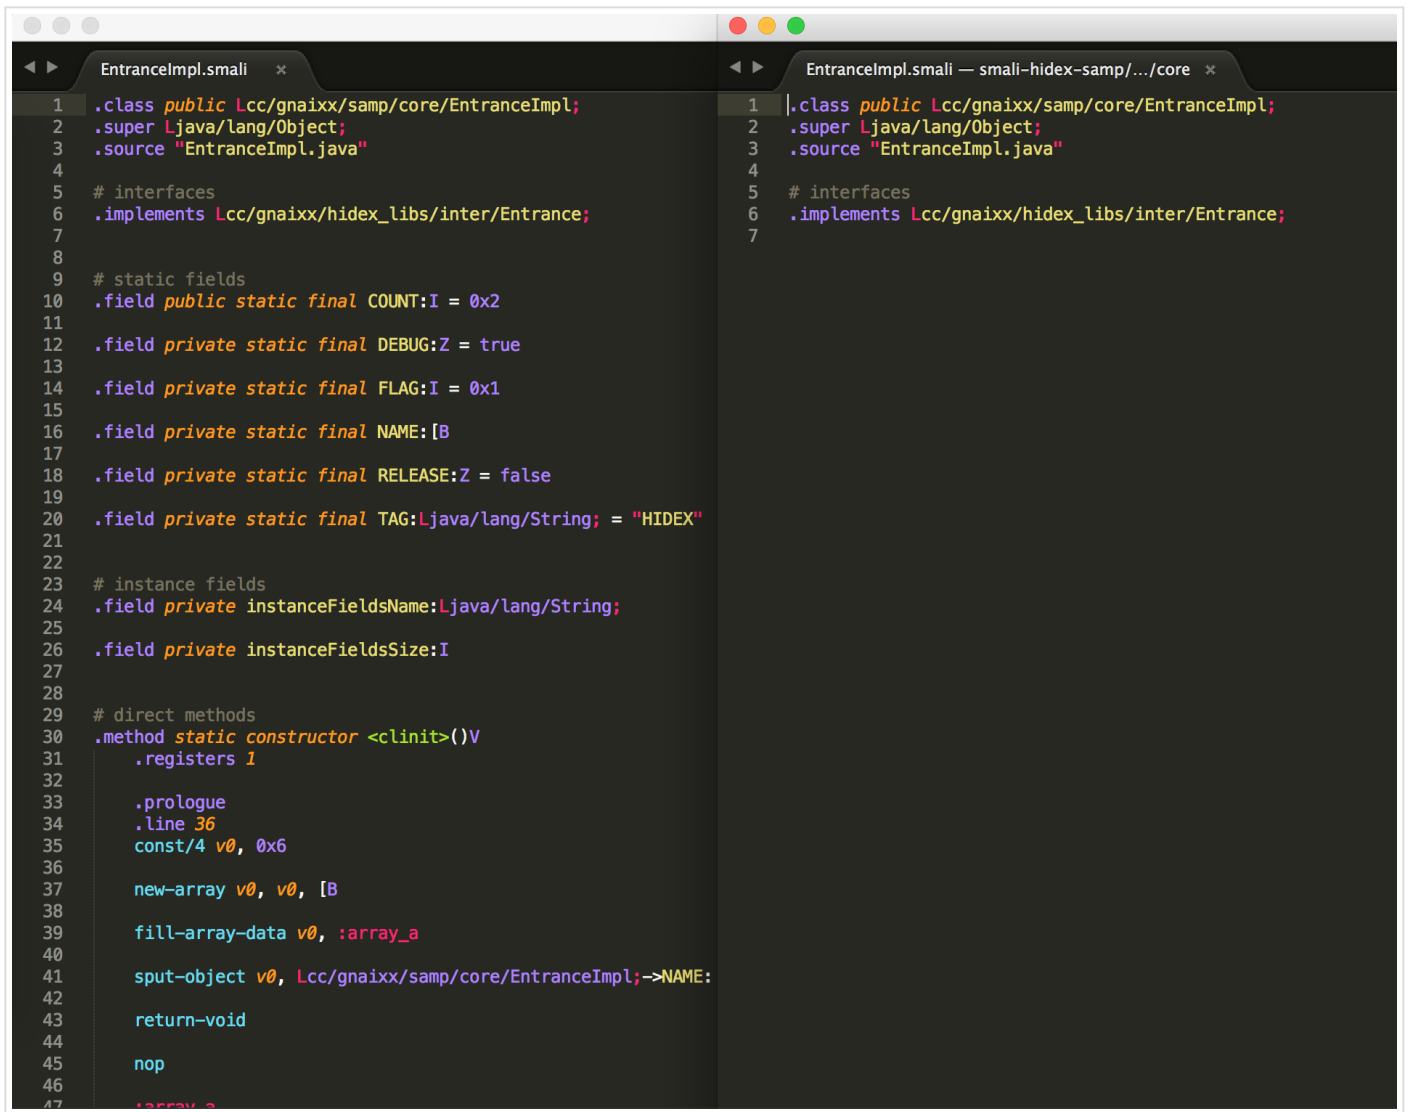 EntranceImpl.smali ×
1 .class public Lcc/gnaixx/samp/core/EntranceImpl;
2 .super Ljava/lang/Object;
3 .source "EntranceImpl.java"
4
5 # interfaces
6 .implements Lcc/gnaixx/hidex_libs/inter/Entrance;
7
8
9 # static fields
10 .field public static final COUNT:I = 0x2
11
12 .field private static final DEBUG:Z = true
13
14 .field private static final FLAG:I = 0x1
15
16 .field private static final NAME:[B
17
18 .field private static final RELEASE:Z = false
19
20 .field private static final TAG:Ljava/lang/String; = "HIDEX"
21
22
23 # instance fields
24 .field private instanceFieldsName:Ljava/lang/String;
25
26 .field private instanceFieldsSize:I
27
28
29 # direct methods
30 .method static constructor <clinit>()V
31 .registers 1
32
33 .prologue
34 .line 36
35 const/4 v0, 0x6
36
37 new-array v0, v0, [B
38
39 fill-array-data v0, :array_a
40
41 sput-object v0, Lcc/gnaixx/samp/core/EntranceImpl;->NAME:
42
43 return-void
44
45 nop
46
47 :array_a
EntranceImpl.smali — smali-hidex-samp/.../core ×
1 .class public Lcc/gnaixx/samp/core/EntranceImpl;
2 .super Ljava/lang/Object;
3 .source "EntranceImpl.java"
4
5 # interfaces
6 .implements Lcc/gnaixx/hidex_libs/inter/Entrance;
7